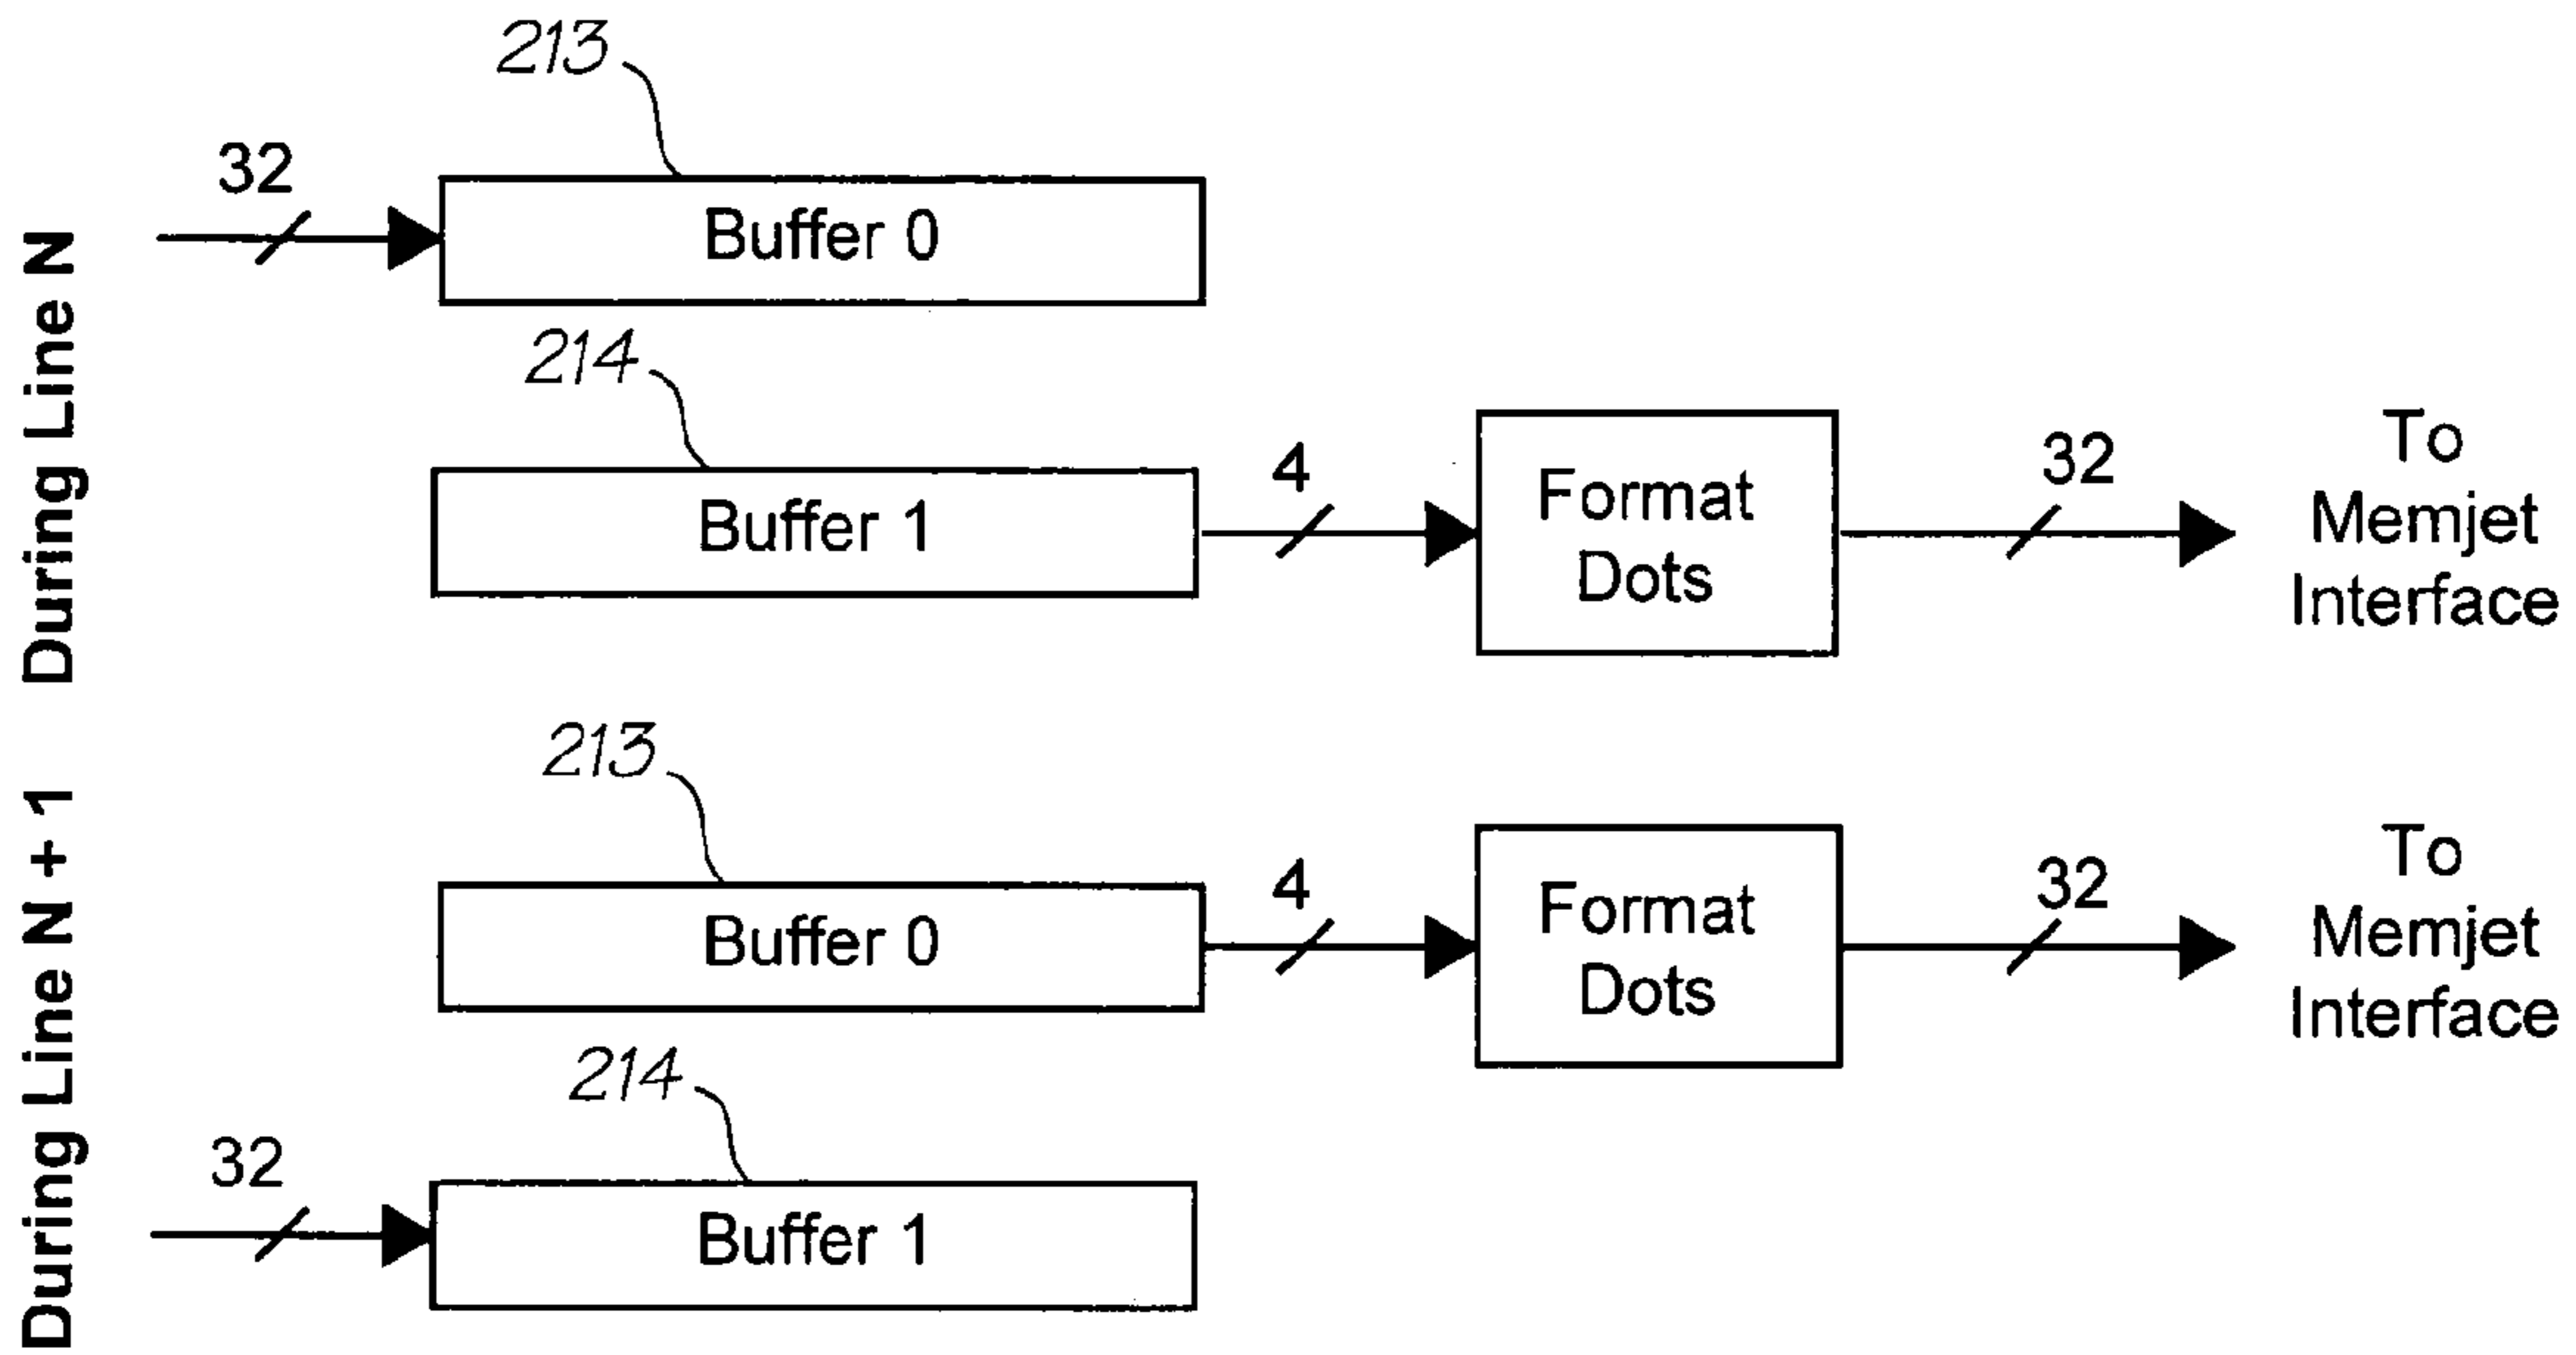 During Line N
213
32
Buffer 0
214
Buffer 1
4
Format
Dots
32
To
Memjet
Interface
During Line N + 1
213
Buffer 0
4
Format
Dots
32
To
Memjet
Interface
214
32
Buffer 1